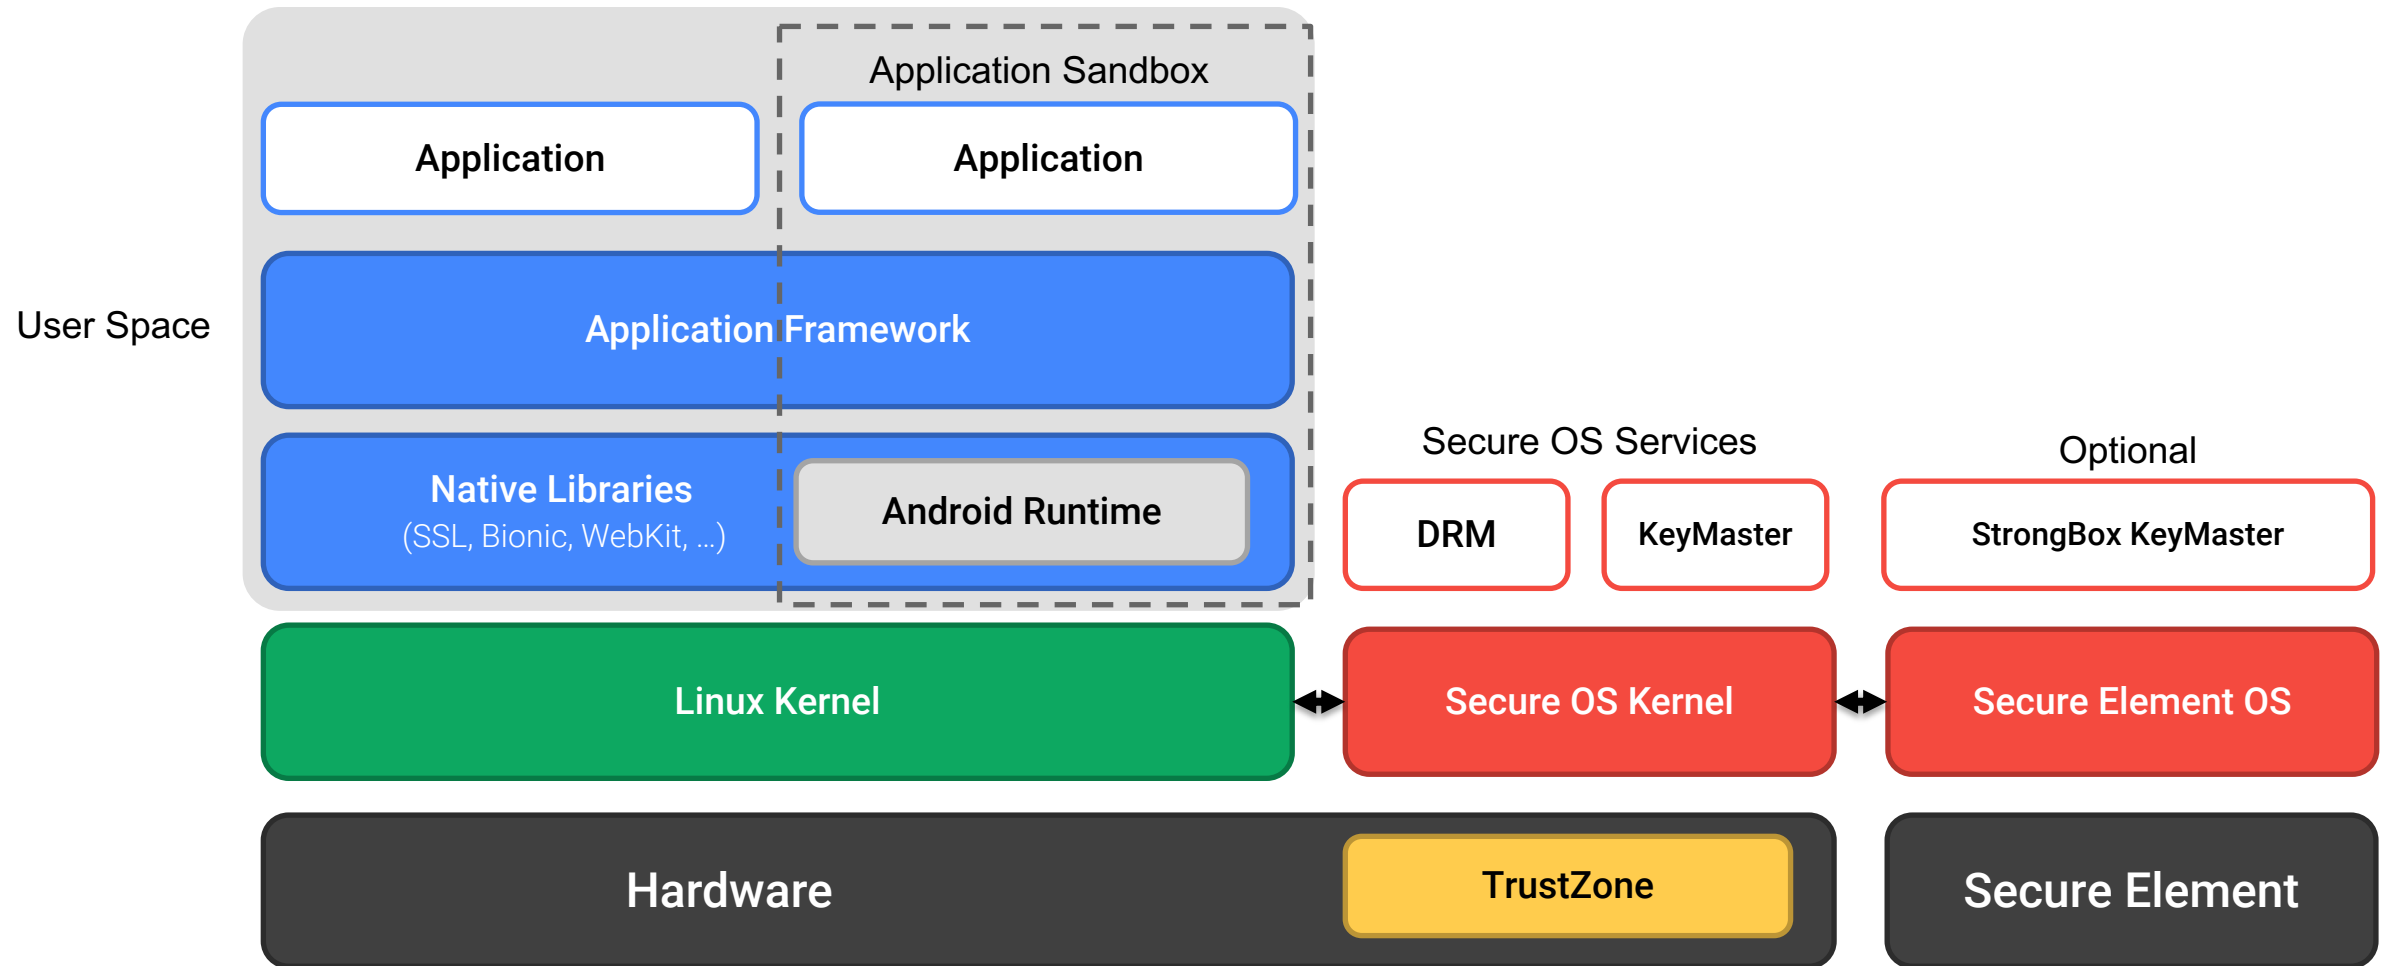 Application Sandbox
Application
Application
User Space
Application Framework
Secure OS Services
Optional
Native Libraries
(SSL, Bionic, WebKit, ...)
Android Runtime
DRM
KeyMaster
StrongBox KeyMaster
Linux Kernel
Secure OS Kernel
Secure Element OS
Hardware
TrustZone
Secure Element